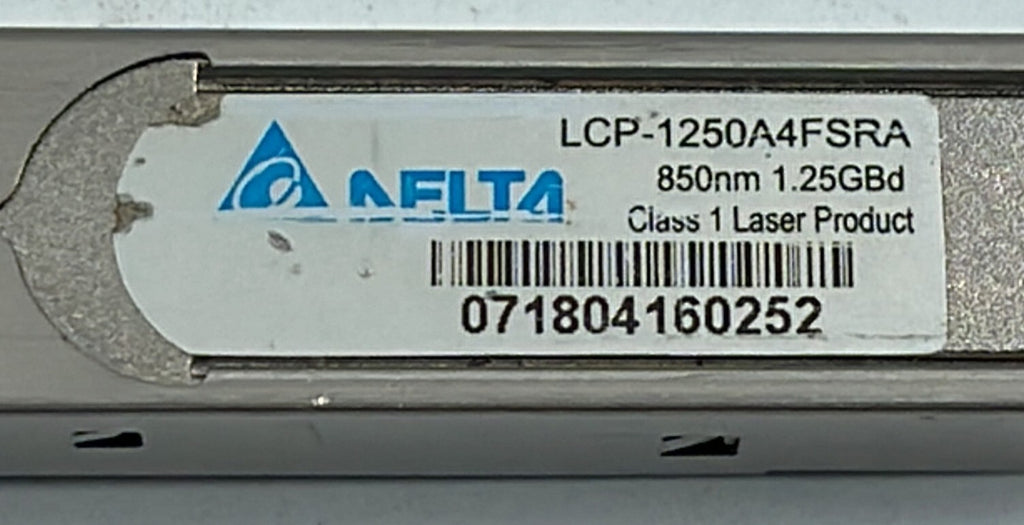 DELTA
LCP-1250A4FSRA
850nm 1.25GBd
Class 1 Laser Product
071804160252